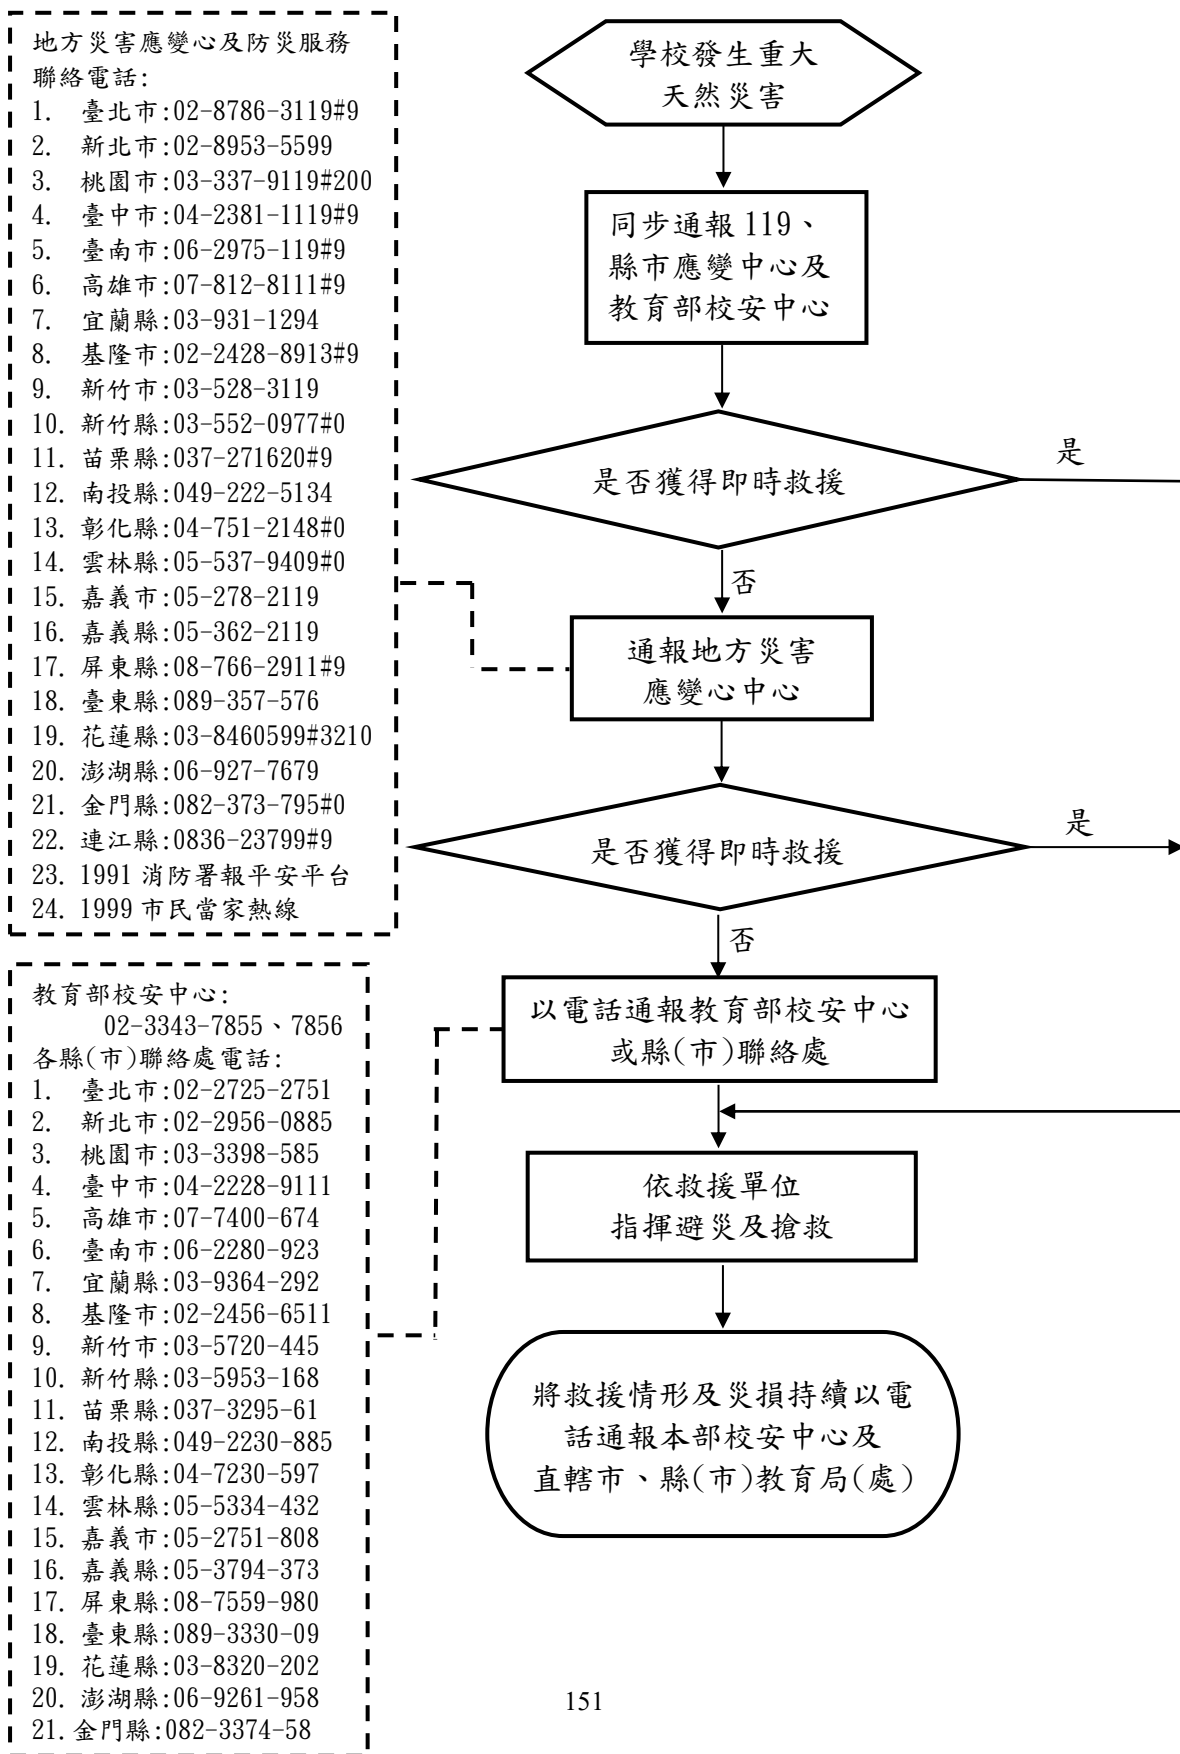 地方災害應變心及防災服務
聯絡電話:
1. 臺北市:02-8786-3119#9
2. 新北市:02-8953-5599
3. 桃園市:03-337-9119#200
4. 臺中市:04-2381-1119#9
5. 臺南市:06-2975-119#9
6. 高雄市:07-812-8111#9
7. 宜蘭縣:03-931-1294
8. 基隆市:02-2428-8913#9
9. 新竹市:03-528-3119
10. 新竹縣:03-552-0977#0
11. 苗栗縣:037-271620#9
12. 南投縣:049-222-5134
13. 彰化縣:04-751-2148#0
14. 雲林縣:05-537-9409#0
15. 嘉義市:05-278-2119
16. 嘉義縣:05-362-2119
17. 屏東縣:08-766-2911#9
18. 臺東縣:089-357-576
19. 花蓮縣:03-8460599#3210
20. 澎湖縣:06-927-7679
21. 金門縣:082-373-795#0
22. 連江縣:0836-23799#9
23. 1991 消防署報平安平台
24. 1999 市民當家熱線
教育部校安中心:
02-3343-7855、7856
各縣(市)聯絡處電話:
1. 臺北市:02-2725-2751
2. 新北市:02-2956-0885
3. 桃園市:03-3398-585
4. 臺中市:04-2228-9111
5. 高雄市:07-7400-674
6. 臺南市:06-2280-923
7. 宜蘭縣:03-9364-292
8. 基隆市:02-2456-6511
9. 新竹市:03-5720-445
10. 新竹縣:03-5953-168
11. 苗栗縣:037-3295-61
12. 南投縣:049-2230-885
13. 彰化縣:04-7230-597
14. 雲林縣:05-5334-432
15. 嘉義市:05-2751-808
16. 嘉義縣:05-3794-373
17. 屏東縣:08-7559-980
18. 臺東縣:089-3330-09
19. 花蓮縣:03-8320-202
20. 澎湖縣:06-9261-958
21. 金門縣:082-3374-58
學校發生重大
天然災害
同步通報 119、
縣市應變中心及
教育部校安中心
是否獲得即時救援
是
否
通報地方災害
應變心中心
是否獲得即時救援
是
否
以電話通報教育部校安中心
或縣(市)聯絡處
依救援單位
指揮避災及搶救
將救援情形及災損持續以電
話通報本部校安中心及
直轄市、縣(市)教育局(處)
151